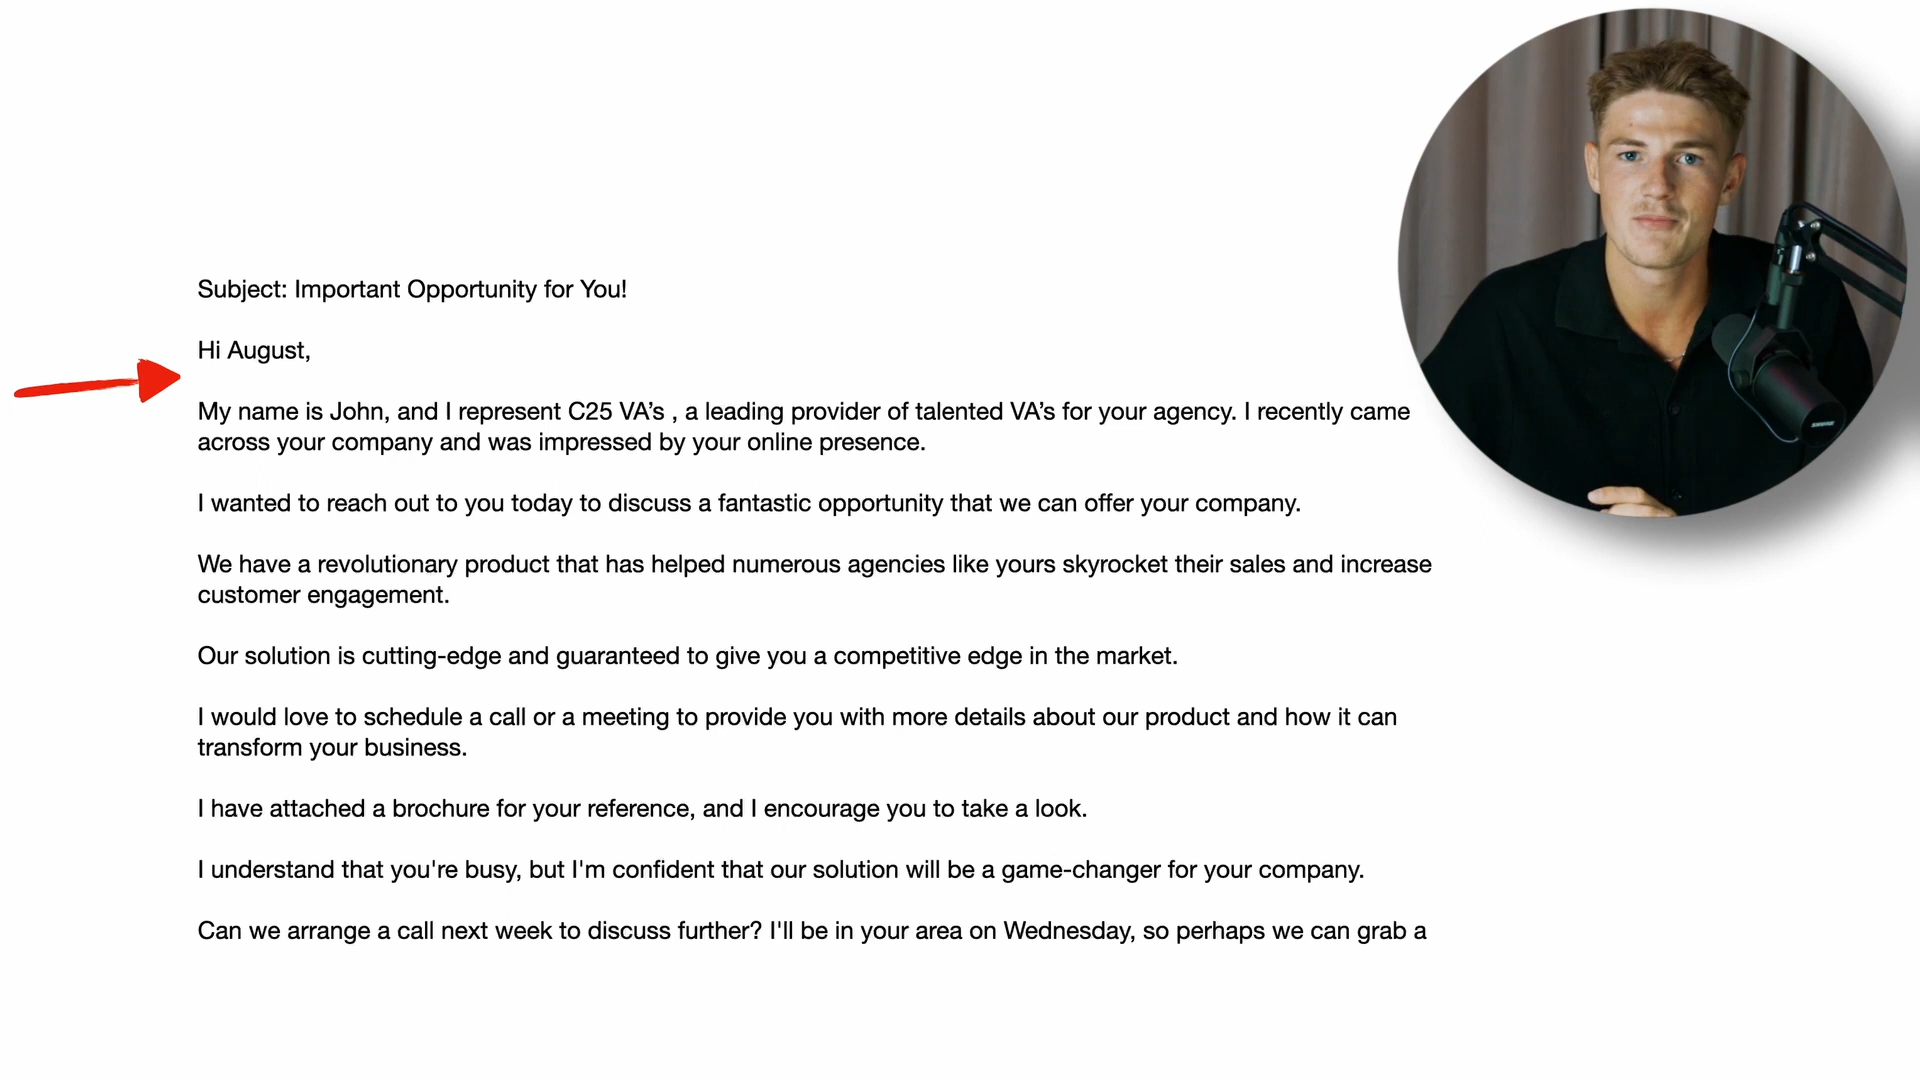 Subject: Important Opportunity for You!
Hi August,
My name is John, and I represent C25 VA’s , a leading provider of talented VA’s for your agency. I recently came
across your company and was impressed by your online presence.
I wanted to reach out to you today to discuss a fantastic opportunity that we can offer your company.
We have a revolutionary product that has helped numerous agencies like yours skyrocket their sales and increase
customer engagement.
Our solution is cutting-edge and guaranteed to give you a competitive edge in the market.
I would love to schedule a call or a meeting to provide you with more details about our product and how it can
transform your business.
I have attached a brochure for your reference, and I encourage you to take a look.
I understand that you're busy, but I'm confident that our solution will be a game-changer for your company.
Can we arrange a call next week to discuss further? I'll be in your area on Wednesday, so perhaps we can grab a
SHURE